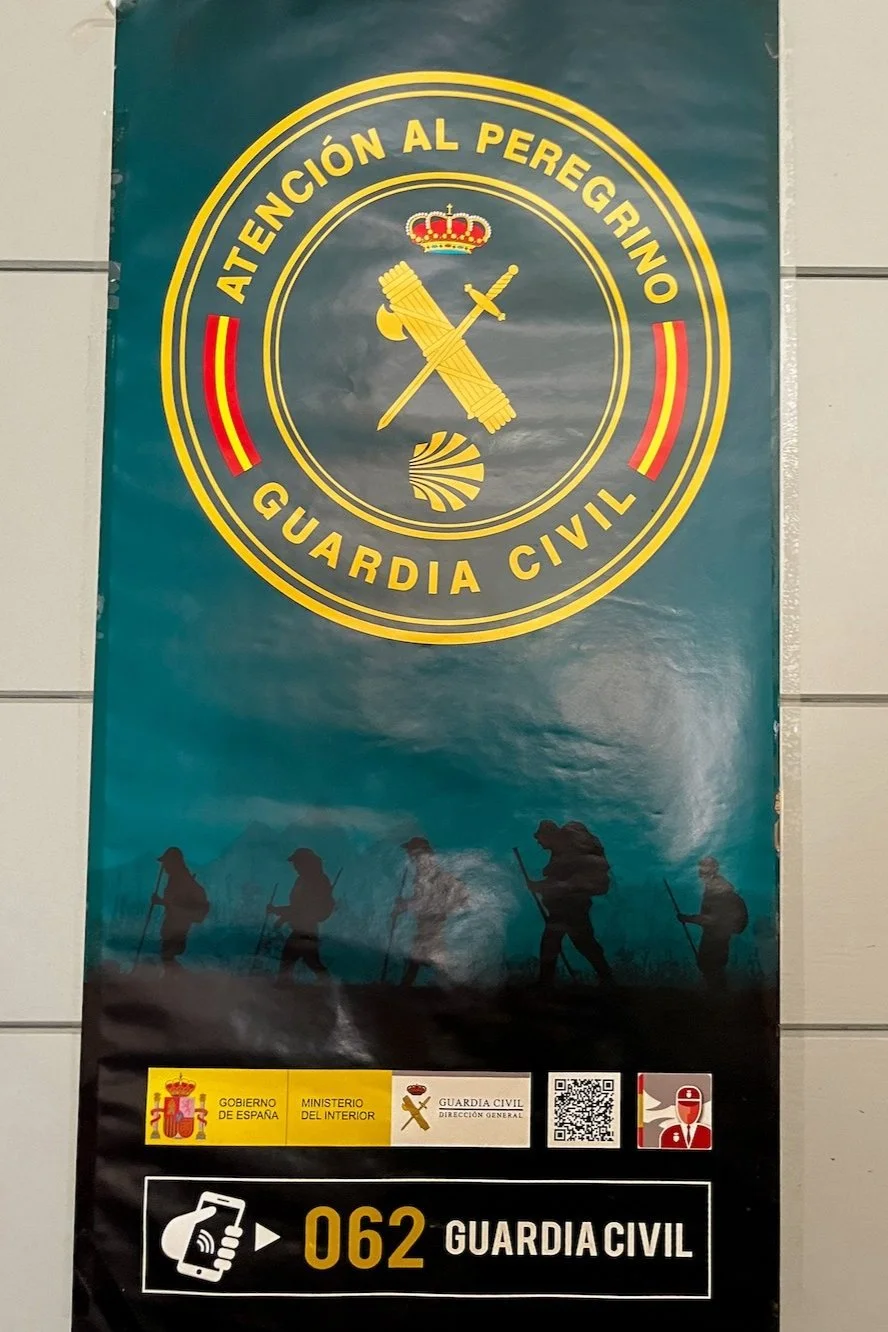 ATENCIÓN AL PEREGRINO
GUARDIA CIVIL
GOBIERNO
DE ESPAÑA
MINISTERIO
DEL INTERIOR
GUARDIA CIVIL
DIRECCIÓN GENERAL
062 GUARDIA CIVIL